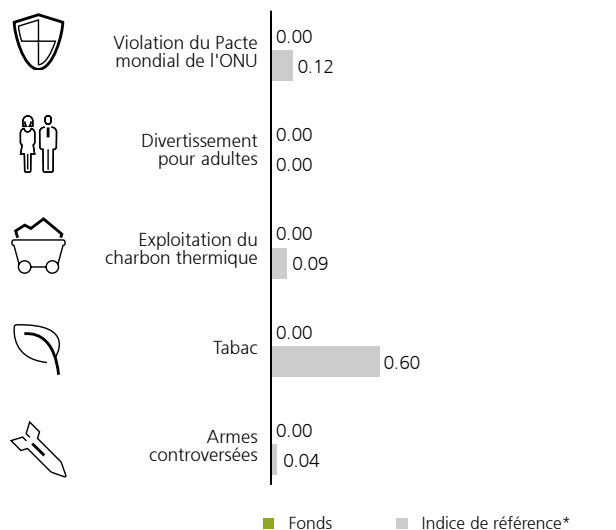 Violation du Pacte
mondial de l'ONU
0.00
0.12
Divertissement
pour adultes
0.00
0.00
Exploitation du
charbon thermique
0.00
0.09
Tabac
0.00
0.60
Armes
controversées
0.00
0.04
Fonds
Indice de référence*